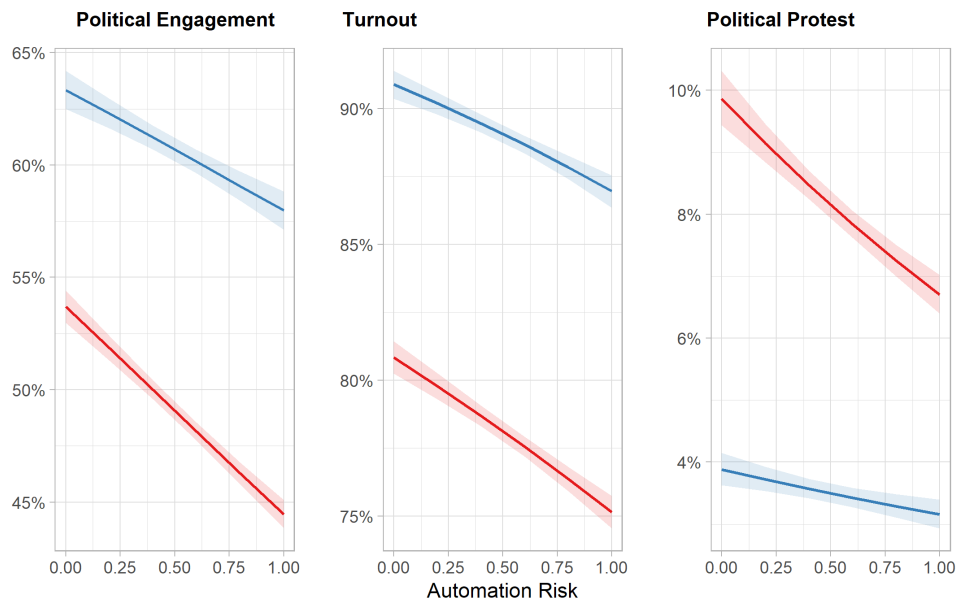 Political Engagement
Turnout
Political Protest
65%
60%
55%
50%
45%
0.00 0.25 0.50 0.75 1.00
90%
85%
80%
75%
0.00 0.25 0.50 0.75 1.00
10%
8%
6%
4%
0.00 0.25 0.50 0.75 1.00
Automation Risk